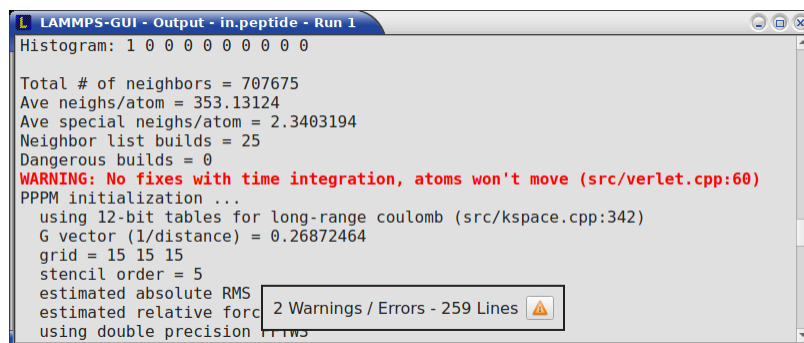 LAMMPS-GUI - Output - in.peptide - Run 1
Histogram: 1 0 0 0 0 0 0 0 0 0
Total # of neighbors = 707675
Ave neighs/atom = 353.13124
Ave special neighs/atom = 2.3403194
Neighbor list builds = 25
Dangerous builds = 0
WARNING: No fixes with time integration, atoms won't move (src/verlet.cpp:60)
PPPM initialization ...
using 12-bit tables for long-range coulomb (src/kspace.cpp:342)
G vector (1/distance) = 0.26872464
grid = 15 15 15
stencil order = 5
estimated absolute RMS
estimated relative forc
using double precision
2 Warnings / Errors - 259 Lines